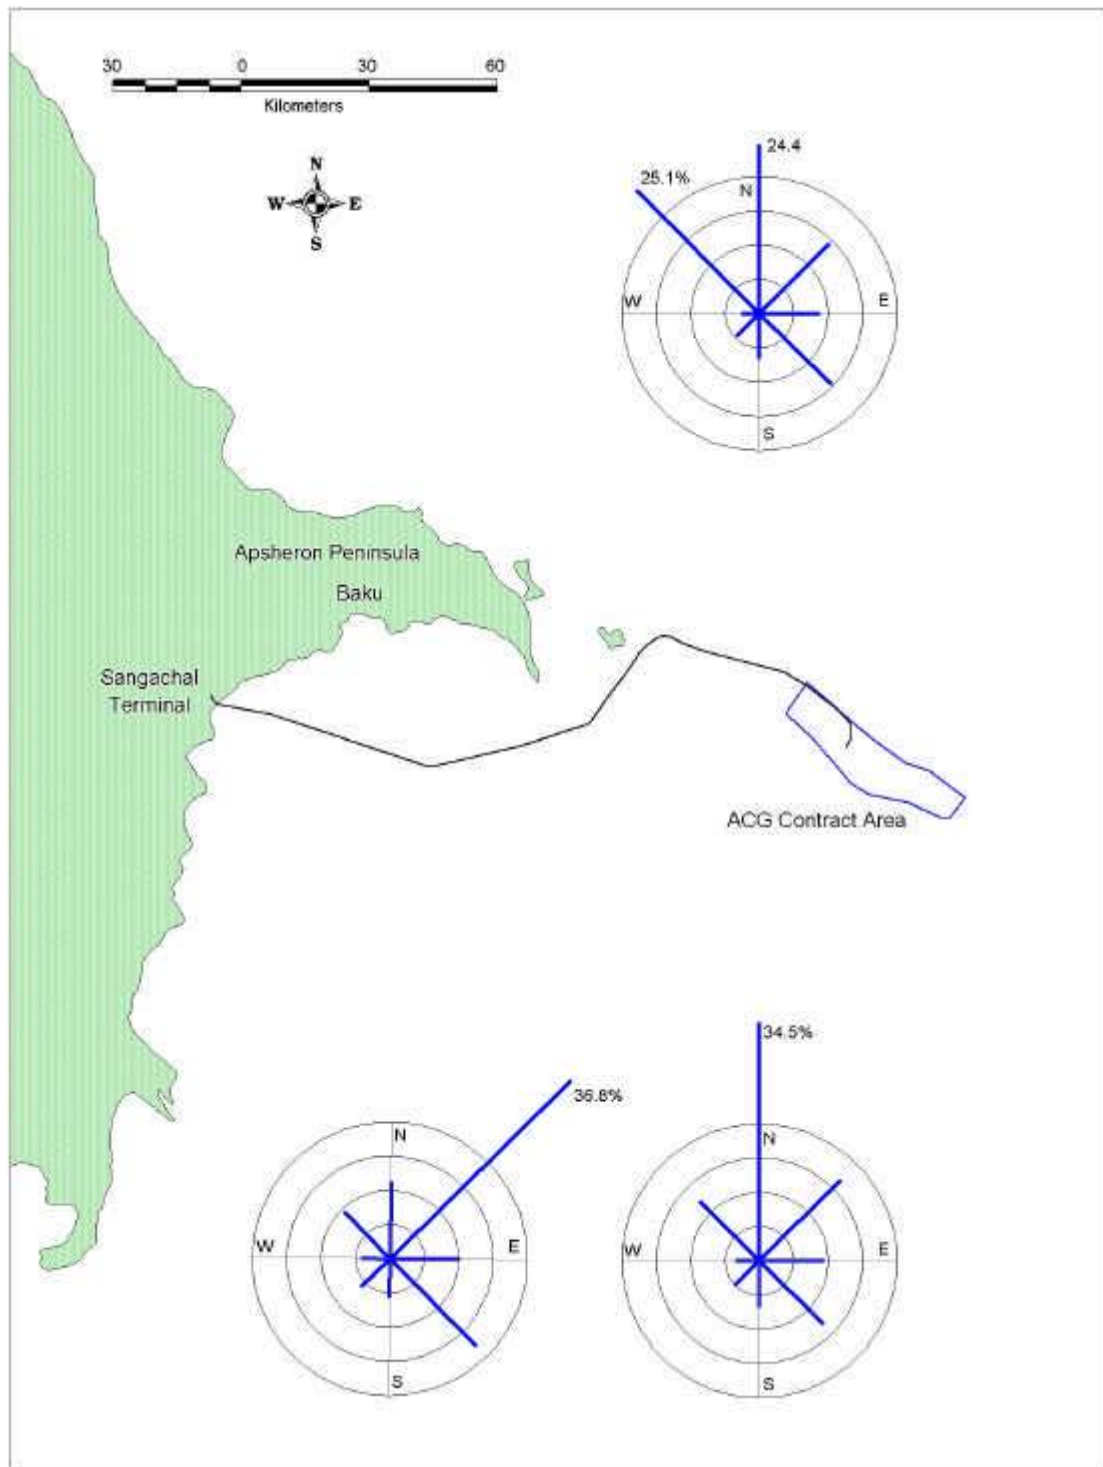 30 0 30 60
Kilometers
N
W E
S
24.4
25.1%
N
W E
S
Apsheron Peninsula
Baku
Sangachal
Terminal
ACG Contract Area
36.8%
N
W E
S
34.5%
N
W E
S